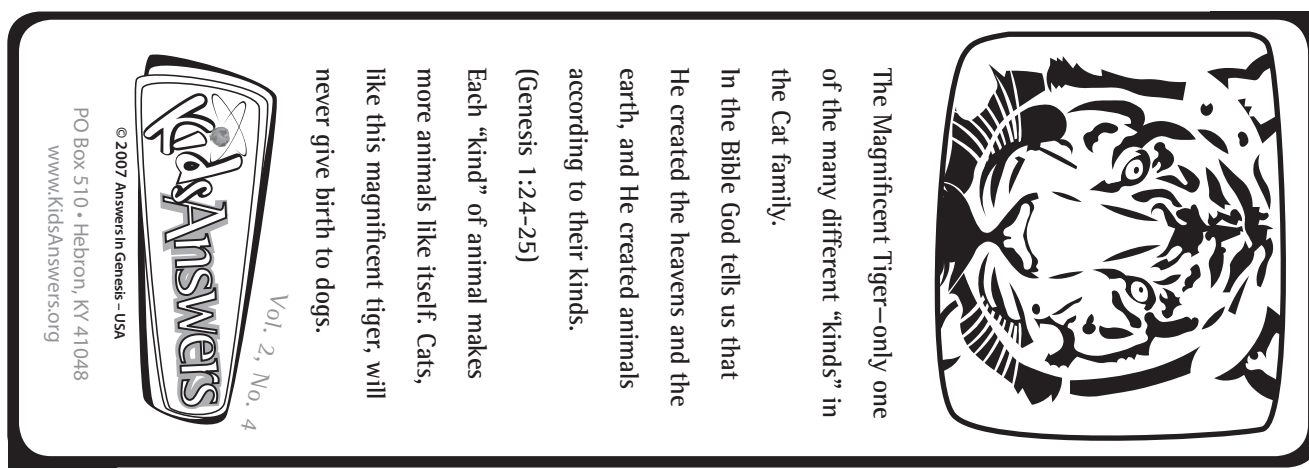 The Magnificent Tiger—only one
of the many different “kinds” in
the Cat family.
In the Bible God tells us that
He created the heavens and the
earth, and He created animals
according to their kinds.
(Genesis 1:24-25)
Each “kind” of animal makes
more animals like itself. Cats,
like this magnificent tiger, will
never give birth to dogs.
Vol. 2, No. 4
Kids Answers
© 2007 Answers In Genesis – USA
PO Box 510 • Hebron, KY 41048
www.KidsAnswers.org